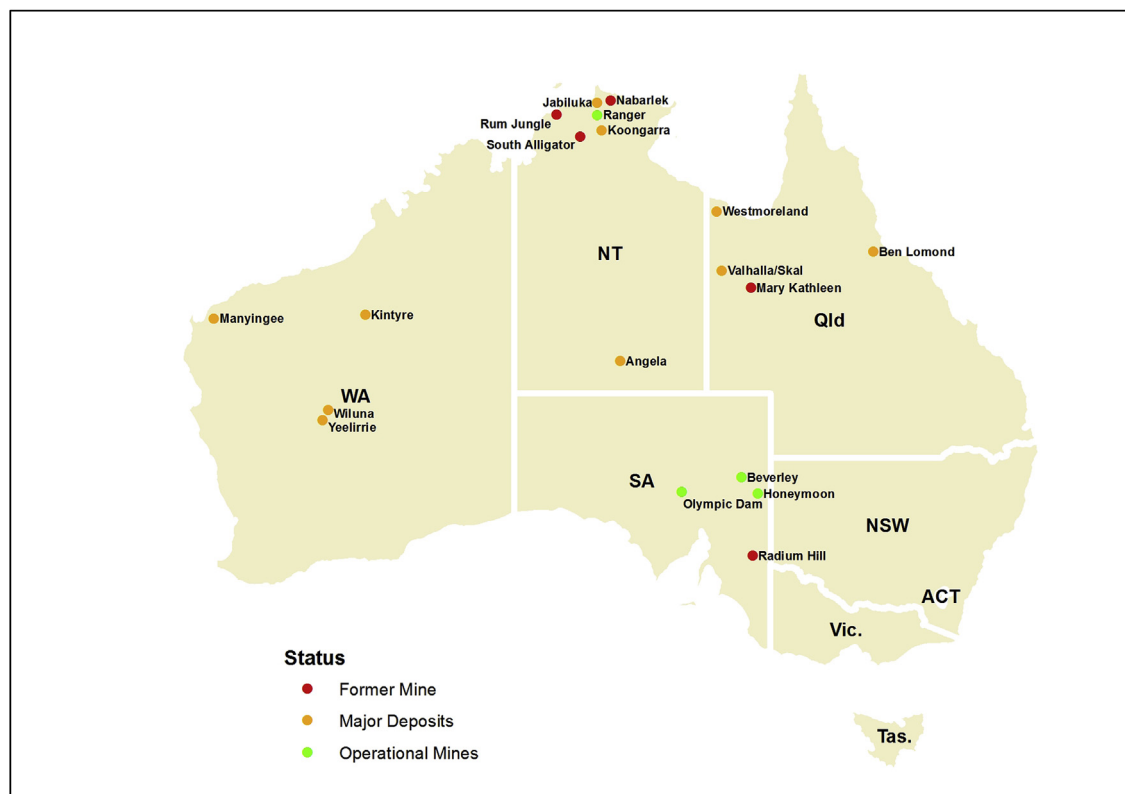 Jabiluka
Nabarlek
Rum Jungle
Ranger
South Alligator
Koongarra
Westmoreland
NT
Ben Lomond
Valhalla/Skal
Mary Kathleen
Manyingee
Kintyre
Qld
Angela
WA
Wiluna
Yeelirrie
Beverley
SA
Honeymoon
Olympic Dam
NSW
Radium Hill
ACT
Vic.
Status
Former Mine
Major Deposits
Tas.
Operational Mines